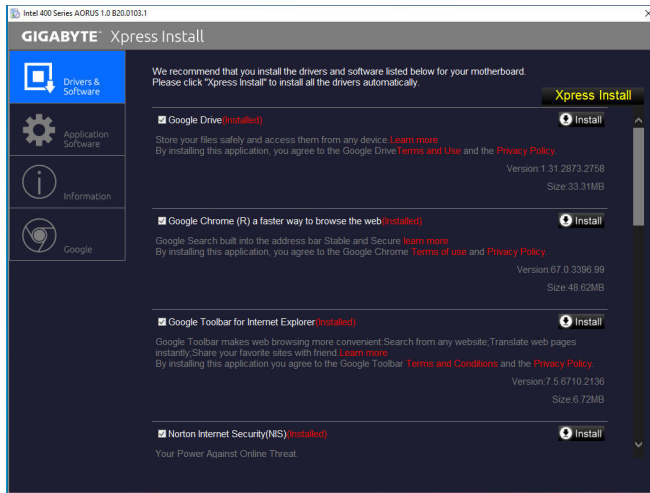 Intel 400 Series AORUS 1.0 B20.0103.1
GIGABYTE™ Xpress Install
Drivers & Software
Application Software
Information
Google
We recommend that you install the drivers and software listed below for your motherboard.
Please click "Xpress Install" to install all the drivers automatically.
Xpress Install
Google Drive(Installed)
Install
Store your files safely and access them from any device.Learn more
By installing this application, you agree to the Google DriveTerms and Use and the Privacy Policy.
Version:1.31.2873.2758
Size:33.31MB
Google Chrome (R) a faster way to browse the web(Installed)
Install
Google Search built into the address bar Stable and Secure learn more
By installing this application, you agree to the Google Chrome Terms of use and Privacy Policy.
Version:67.0.3396.99
Size:48.62MB
Google Toolbar for Internet Explorer(Installed)
Install
Google Toolbar makes web browsing more convenient.Search from any website;Translate web pages
instantly;Share your favorite sites with friend.Learn more
By installing this application you agree to the Google Toolbar Terms and Conditions and the Privacy Policy.
Version:7.5.6710.2136
Size:6.72MB
Norton Internet Security(NIS)(Installed)
Install
Your Power Against Online Threat.